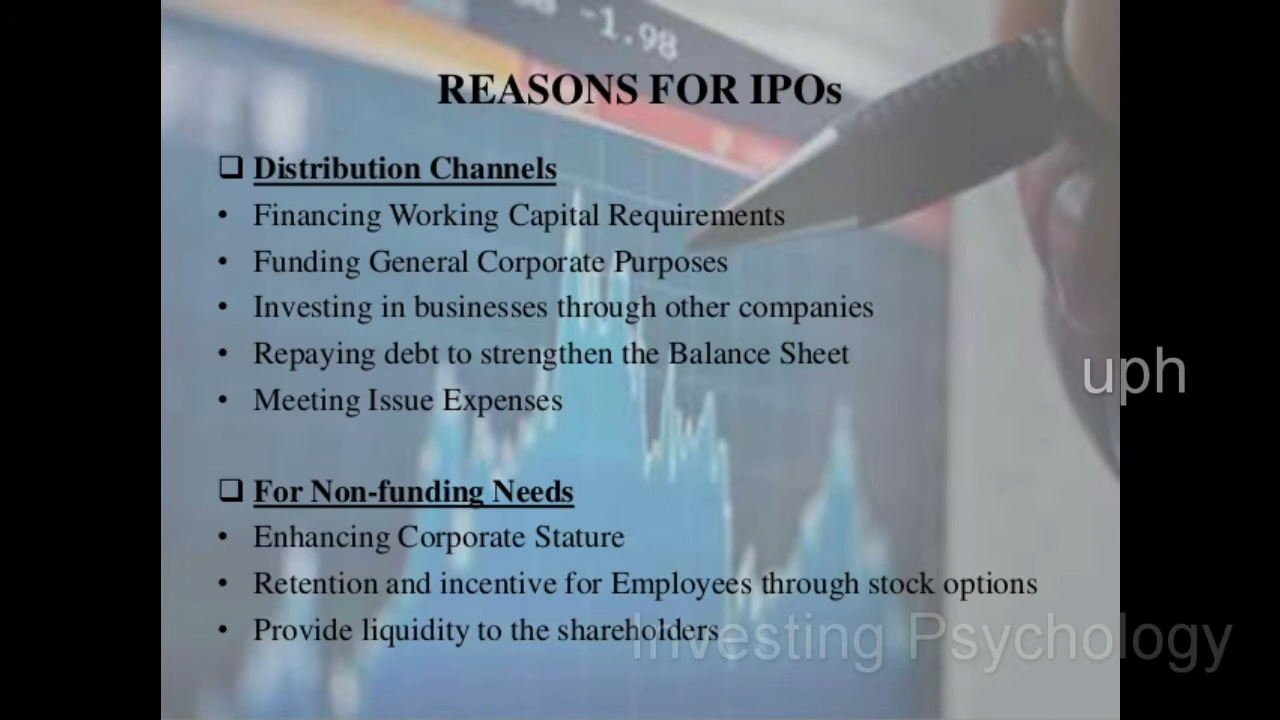 -1.98
REASONS FOR IPOs
❑ Distribution Channels
• Financing Working Capital Requirements
• Funding General Corporate Purposes
• Investing in businesses through other companies
• Repaying debt to strengthen the Balance Sheet
uph
• Meeting Issue Expenses
❑ For Non-funding Needs
• Enhancing Corporate Stature
• Retention and incentive for Employees through stock options
• Provide liquidity to the shareholders
Investing Psychology